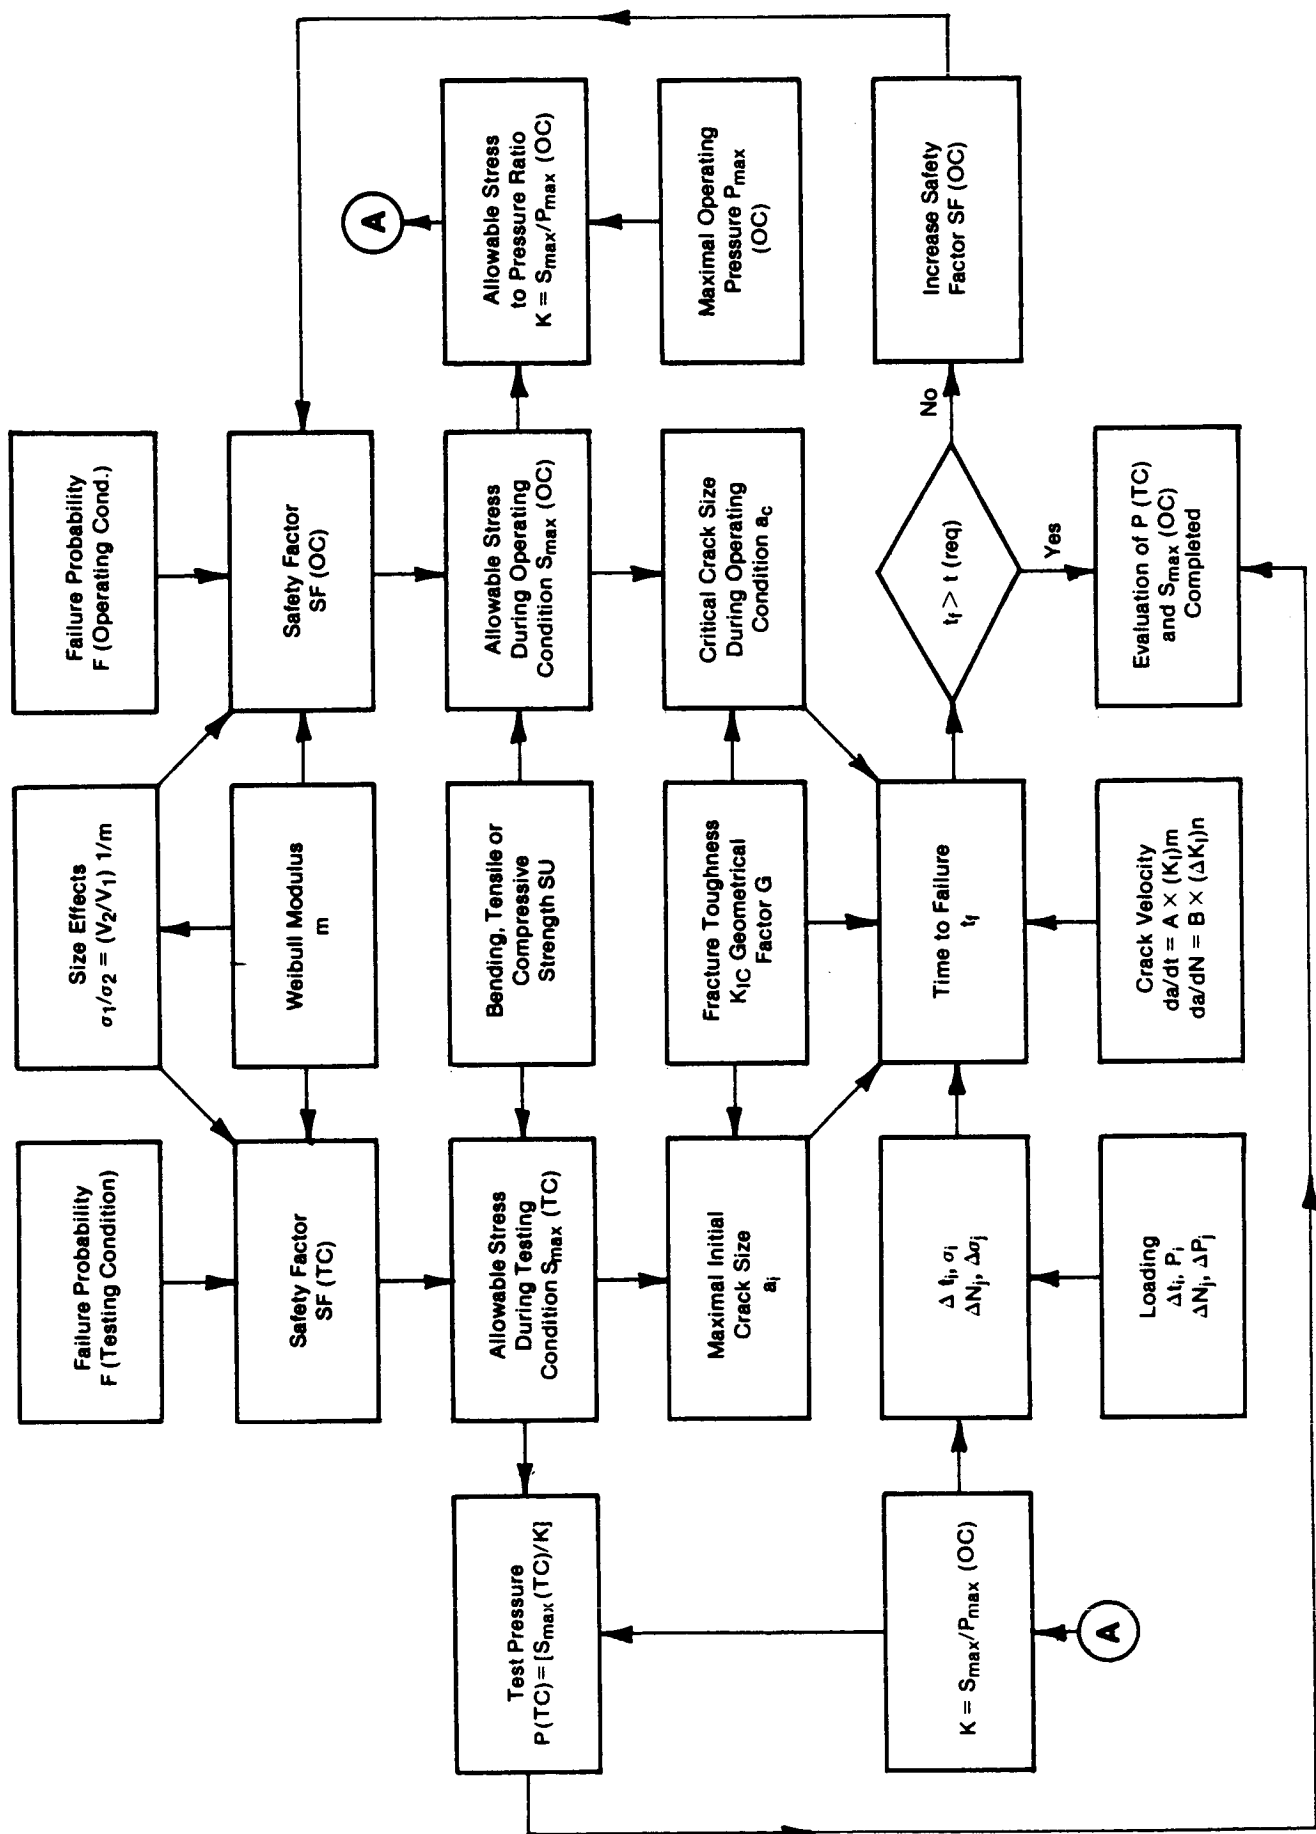 Failure Probability
F (Testing Condition)
Size Effects
σ1/σ2 = (V2/V1) 1/m
Failure Probability
F (Operating Cond.)
Safety Factor
SF (TC)
Weibull Modulus
m
Safety Factor
SF (OC)
A
Test Pressure
P(TC) = [Smax(TC)/K]
Allowable Stress
During Testing
Condition Smax (TC)
Bending, Tensile or
Compressive
Strength SU
Allowable Stress
During Operating
Condition Smax (OC)
Allowable Stress
to Pressure Ratio
K = Smax/Pmax (OC)
Maximal Initial
Crack Size
ai
Fracture Toughness
KIC Geometrical
Factor G
Critical Crack Size
During Operating
Condition ac
Maximal Operating
Pressure Pmax
(OC)
K = Smax/Pmax (OC)
Δ ti, σi
ΔNj, Δσj
Time to Failure
tf
tf > t (req)
No
Increase Safety
Factor SF (OC)
A
Loading
Δti, Pi
ΔNj, ΔPj
Crack Velocity
da/dt = A × (KI)m
da/dN = B × (ΔKI)n
Yes
Evaluation of P (TC)
and Smax (OC)
Completed